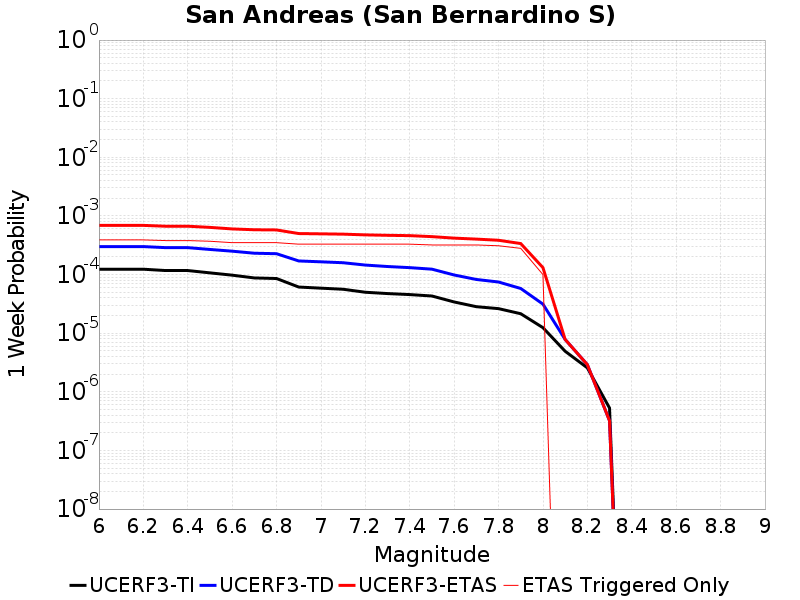 San Andreas (San Bernardino S)
10^0
10^-1
10^-2
10^-3
10^-4
10^-5
10^-6
10^-7
10^-8
1 Week Probability
6 6.2 6.4 6.6 6.8 7 7.2 7.4 7.6 7.8 8 8.2 8.4 8.6 8.8 9
Magnitude
UCERF3-TI UCERF3-TD UCERF3-ETAS ETAS Triggered Only